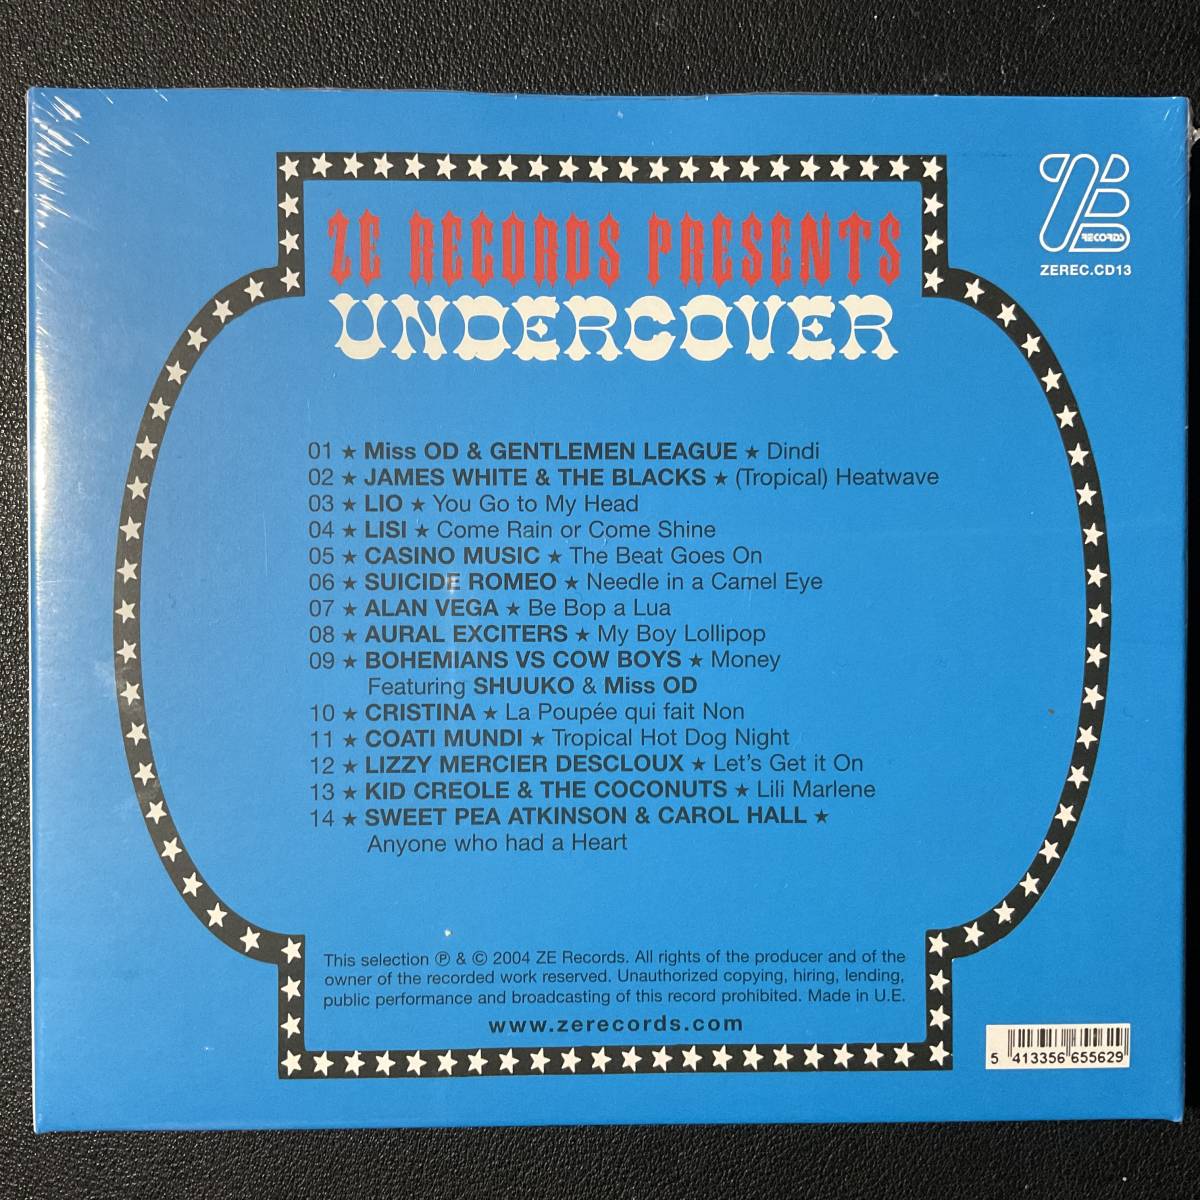 ZE RECORDS PRESENTS
UNDERCOVER
ZE
RECORDS
ZEREC.CD13
01 ★ Miss OD & GENTLEMEN LEAGUE ★ Dindi
02 ★ JAMES WHITE & THE BLACKS ★ (Tropical) Heatwave
03 ★ LIO ★ You Go to My Head
04 ★ LISI ★ Come Rain or Come Shine
05 ★ CASINO MUSIC ★ The Beat Goes On
06 ★ SUICIDE ROMEO ★ Needle in a Camel Eye
07 ★ ALAN VEGA ★ Be Bop a Lua
08 ★ AURAL EXCITERS ★ My Boy Lollipop
09 ★ BOHEMIANS VS COW BOYS ★ Money
Featuring SHUUKO & Miss OD
10 ★ CRISTINA ★ La Poupée qui fait Non
11 ★ COATI MUNDI ★ Tropical Hot Dog Night
12 ★ LIZZY MERCIER DESCLOUX ★ Let's Get it On
13 ★ KID CREOLE & THE COCONUTS ★ Lili Marlene
14 ★ SWEET PEA ATKINSON & CAROL HALL ★
Anyone who had a Heart
This selection ℗ & © 2004 ZE Records. All rights of the producer and of the
owner of the recorded work reserved. Unauthorized copying, hiring, lending,
public performance and broadcasting of this record prohibited. Made in U.E.
www.zerecords.com
5 413356 655629